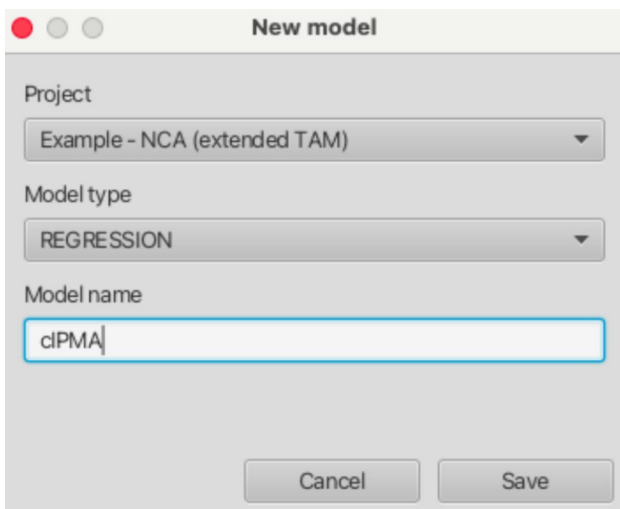 New model
Project
Example - NCA (extended TAM)
Model type
REGRESSION
Model name
cIPMA
Cancel
Save